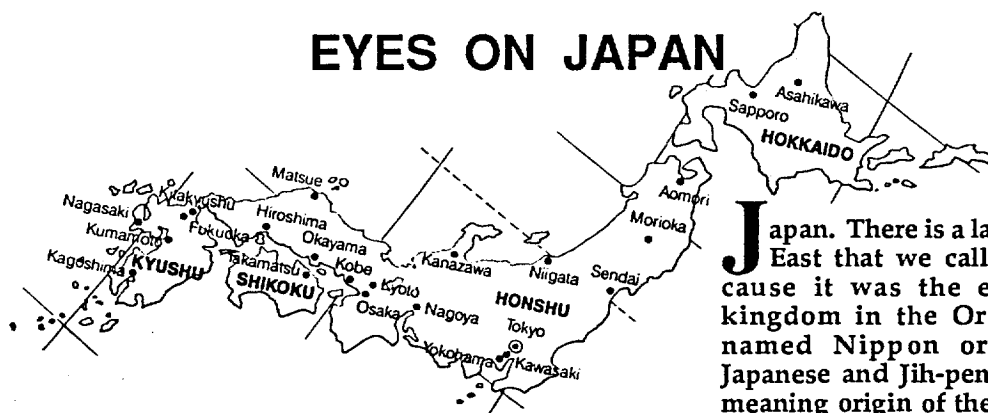 EYES ON JAPAN
Asahikawa
Sapporo
HOKKAIDO
Matsue
Aomori
Kitakyushu
Nagasaki
Hiroshima
Morioka
Fukuoka
Kumamoto
Okayama
Kagoshima
KYUSHU
Takamatsu
Kobe
Kanazawa
Niigata
Sendai
SHIKOKU
Kyoto
HONSHU
Osaka
Nagoya
Tokyo
Yokohama
Kawasaki
Japan. There is a la
East that we call
cause it was the e
kingdom in the Or
named Nippon or
Japanese and Jih-pen
meaning origin of the